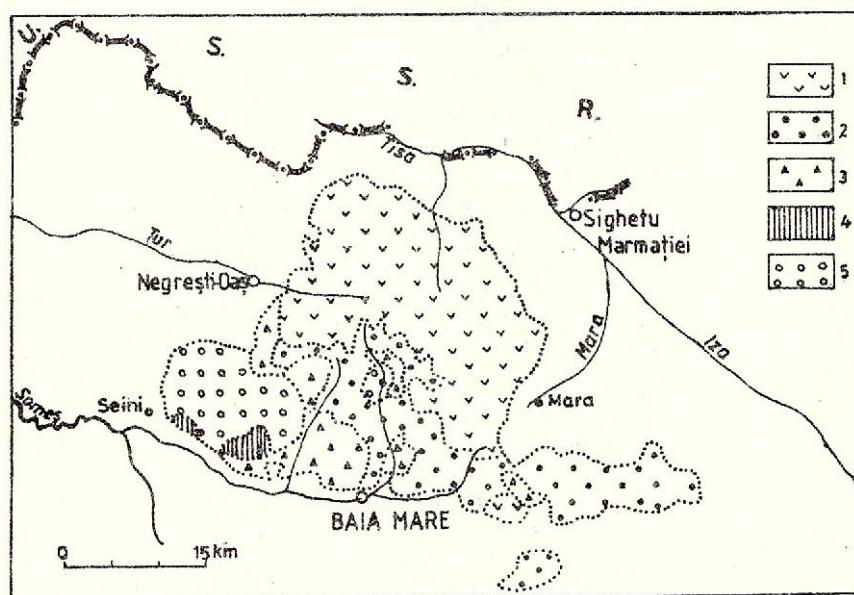 U. S. S. R.
1
2
3
4
5
Tisa
Sighetu
Marmației
Tur
Negrești-Oaș
Mara
Iza
Someș
Seini
Mara
BAIA MARE
0 15 km